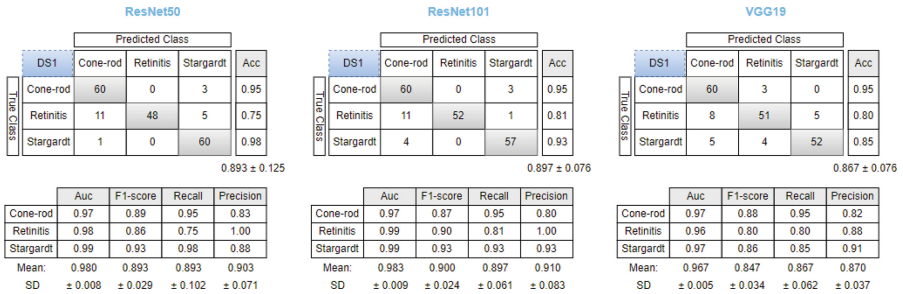 ResNet50
Predicted Class
DS1 Cone-rod Retinitis Stargardt Acc
True Class
Cone-rod 60 0 3 0.95
Retinitis 11 48 5 0.75
Stargardt 1 0 60 0.98
0.893 ± 0.125
Auc F1-score Recall Precision
Cone-rod 0.97 0.89 0.95 0.83
Retinitis 0.98 0.86 0.75 1.00
Stargardt 0.99 0.93 0.98 0.88
Mean: 0.980 0.893 0.893 0.903
SD ± 0.008 ± 0.029 ± 0.102 ± 0.071
ResNet101
Predicted Class
DS1 Cone-rod Retinitis Stargardt Acc
True Class
Cone-rod 60 0 3 0.95
Retinitis 11 52 1 0.81
Stargardt 4 0 57 0.93
0.897 ± 0.076
Auc F1-score Recall Precision
Cone-rod 0.97 0.87 0.95 0.80
Retinitis 0.99 0.90 0.81 1.00
Stargardt 0.99 0.93 0.93 0.93
Mean: 0.983 0.900 0.897 0.910
SD ± 0.009 ± 0.024 ± 0.061 ± 0.083
VGG19
Predicted Class
DS1 Cone-rod Retinitis Stargardt Acc
True Class
Cone-rod 60 3 0 0.95
Retinitis 8 51 5 0.80
Stargardt 5 4 52 0.85
0.867 ± 0.076
Auc F1-score Recall Precision
Cone-rod 0.97 0.88 0.95 0.82
Retinitis 0.96 0.80 0.80 0.88
Stargardt 0.97 0.86 0.85 0.91
Mean: 0.967 0.847 0.867 0.870
SD ± 0.005 ± 0.034 ± 0.062 ± 0.037